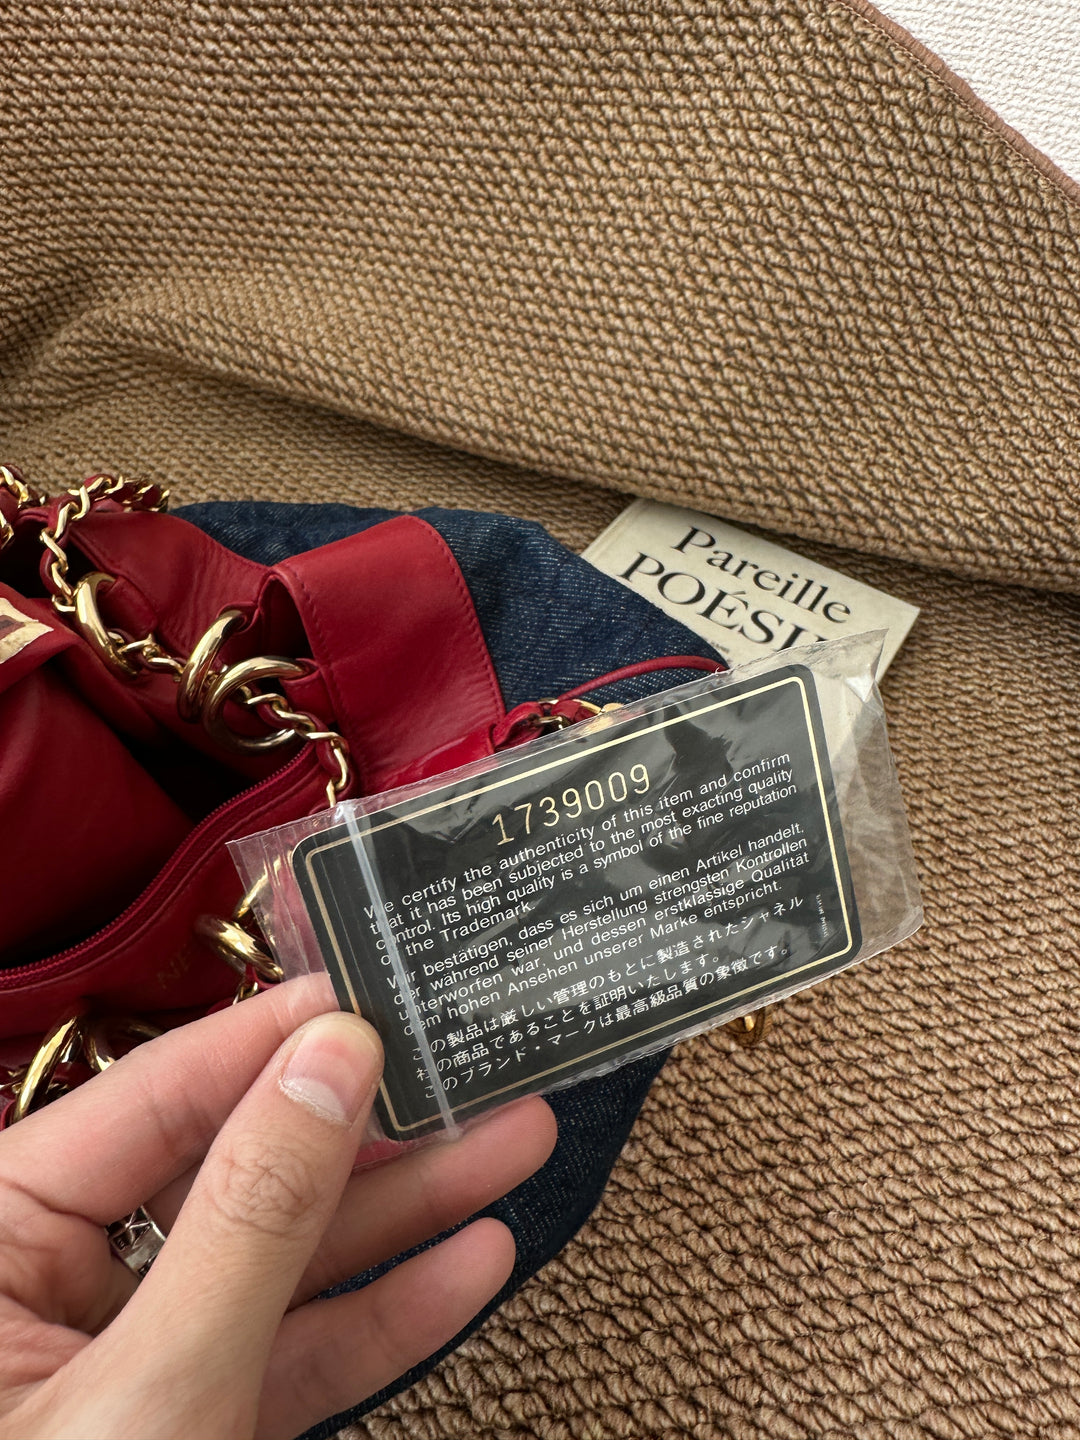 Pareille
POÉSI
1739009
We certify the authenticity of this item and confirm
that it has been subjected to the most exacting quality
control. Its high quality is a symbol of the fine reputation
of the Trademark.
Wir bestätigen, dass es sich um einen Artikel handelt.
der während seiner Herstellung strengsten Kontrollen
unterworfen war, und dessen erstklassige Qualität
dem hohen Ansehen unserer Marke entspricht.
この製品は厳しい管理のもとに製造されたシャネル
社の商品であることを証明いたします。
このブランド・マークは最高級品質の象徴です。